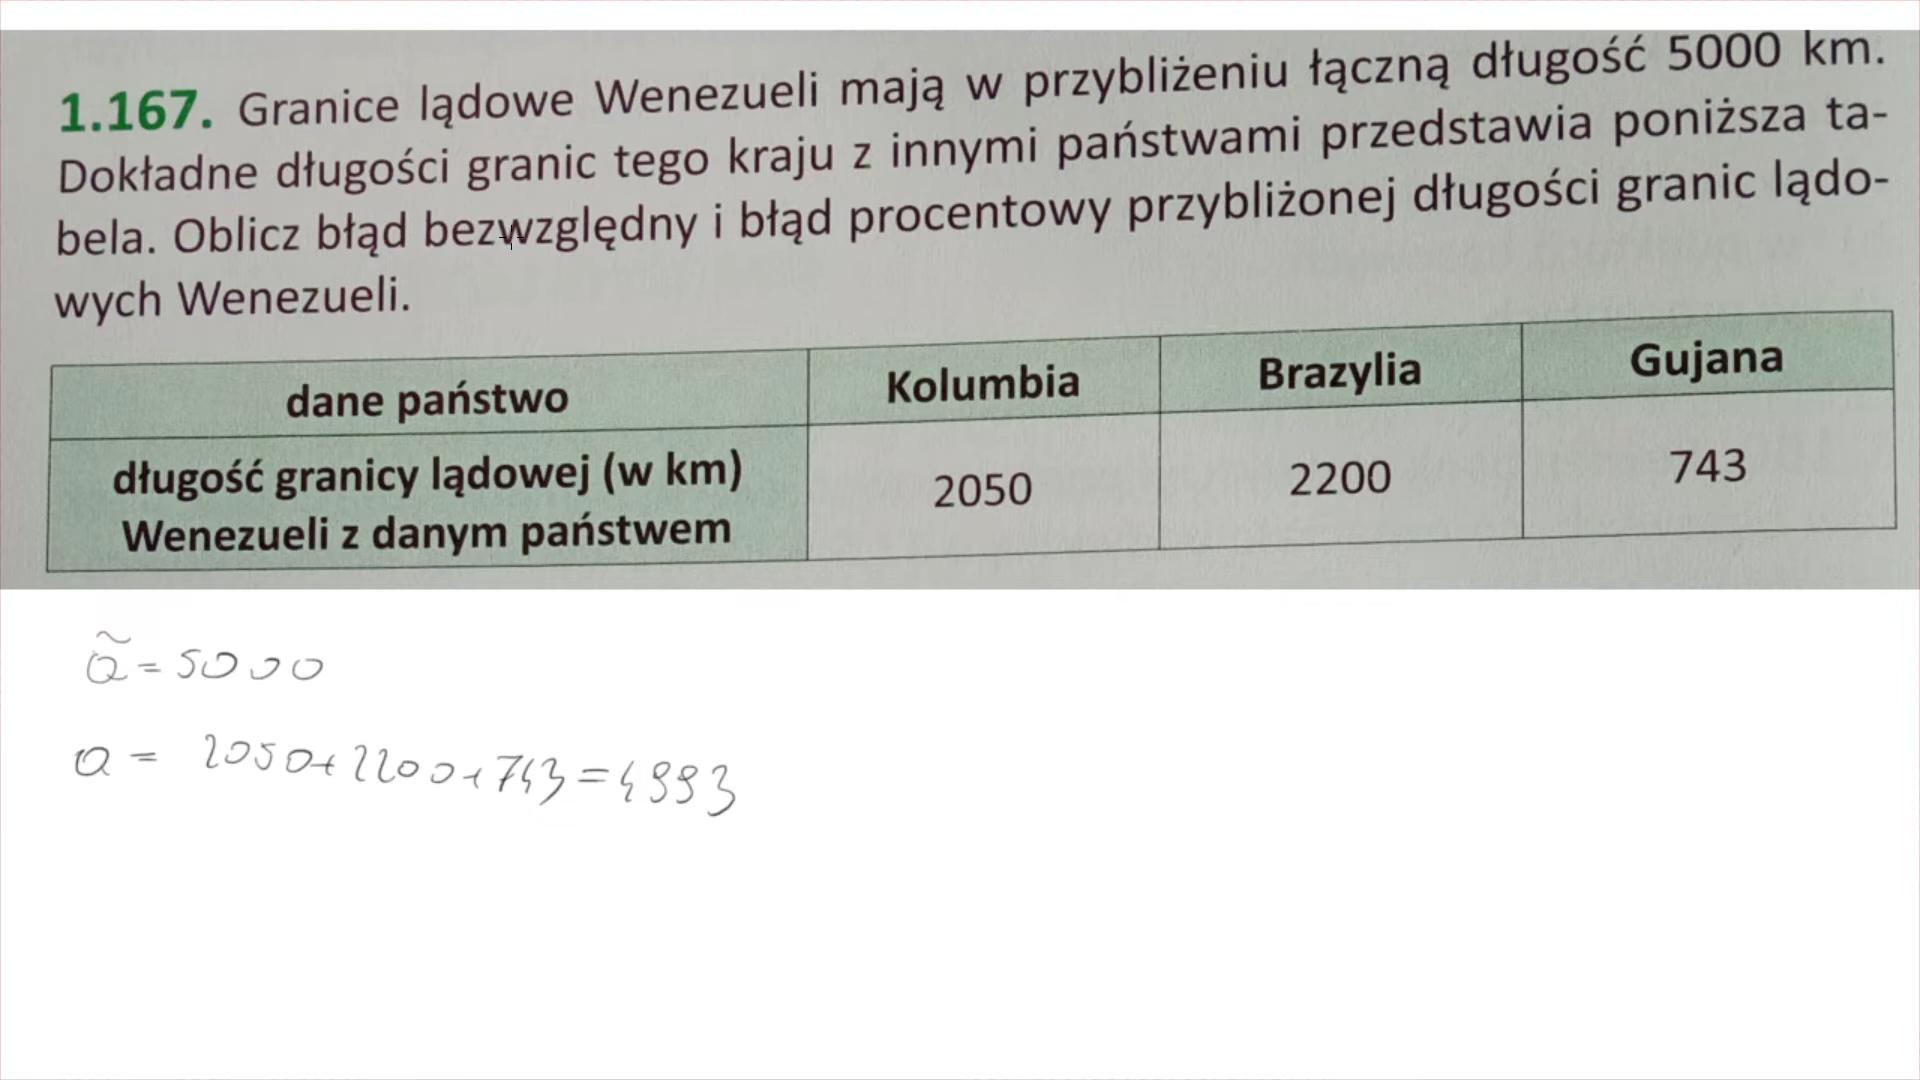 1.167. Granice lądowe Wenezueli mają w przybliżeniu łączną długość 5000 km.
Dokładne długości granic tego kraju z innymi państwami przedstawia poniższa ta-
bela. Oblicz błąd bezwzględny i błąd procentowy przybliżonej długości granic lądo-
wych Wenezueli.
dane państwo Kolumbia Brazylia Gujana
długość granicy lądowej (w km)
Wenezueli z danym państwem 2050 2200 743
ã = 5000
a = 2050+2200+743=4993